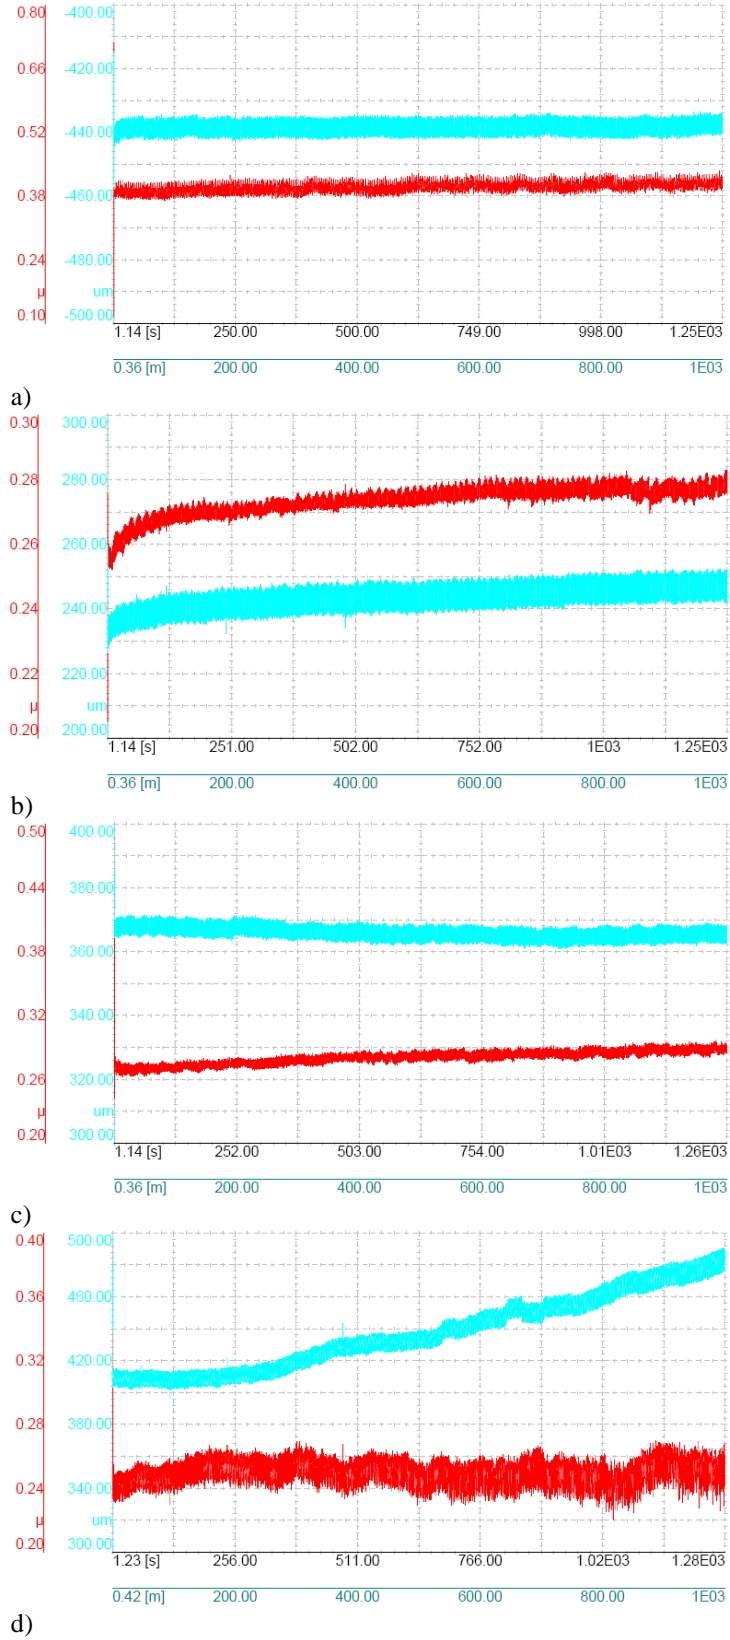 0.80 -400.00
0.66 -420.00
0.52 -440.00
0.38 -460.00
0.24 -480.00
µ um
0.10 -500.00
1.14 [s] 250.00 500.00 749.00 998.00 1.25E03
0.36 [m] 200.00 400.00 600.00 800.00 1E03
a)
0.30 300.00
0.28 280.00
0.26 260.00
0.24 240.00
0.22 220.00
µ um
0.20 200.00
1.14 [s] 251.00 502.00 752.00 1E03 1.25E03
0.36 [m] 200.00 400.00 600.00 800.00 1E03
b)
0.50 400.00
0.44 380.00
0.38 360.00
0.32 340.00
0.26 320.00
µ um
0.20 300.00
1.14 [s] 252.00 503.00 754.00 1.01E03 1.26E03
0.36 [m] 200.00 400.00 600.00 800.00 1E03
c)
0.40 500.00
0.36 460.00
0.32 420.00
0.28 380.00
0.24 340.00
µ um
0.20 300.00
1.23 [s] 256.00 511.00 766.00 1.02E03 1.28E03
0.42 [m] 200.00 400.00 600.00 800.00 1E03
d)